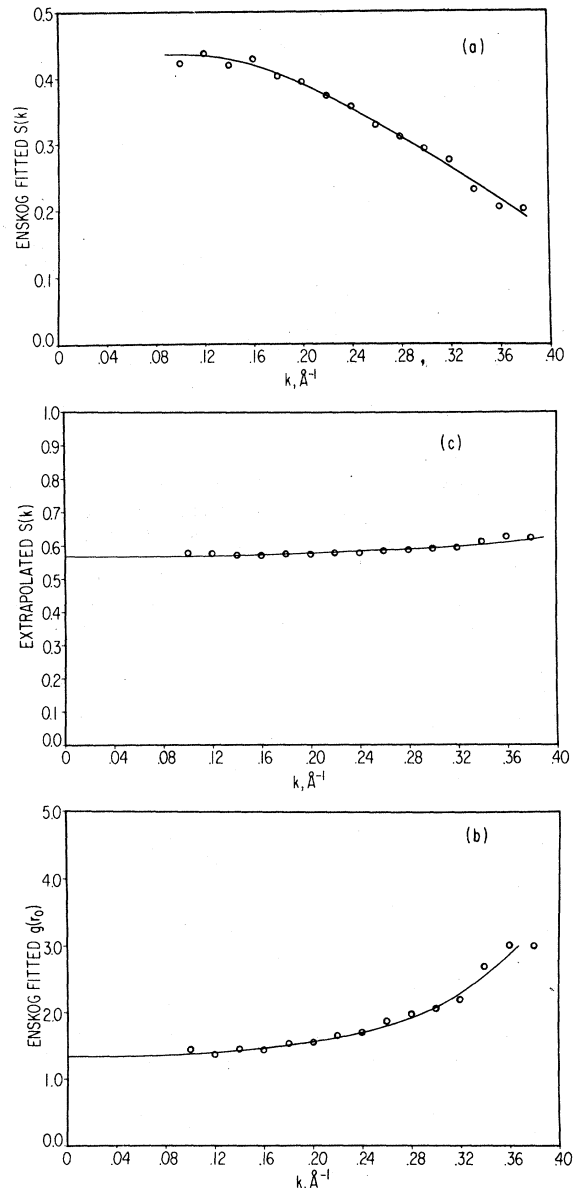 0.5
(a)
0.4
0.3
0.2
0.1
0.0
ENSKOG FITTED S(k)
0 .04 .08 .12 .16 .20 .24 .28 .32 .36 .40
k, Å⁻¹
1.0
(c)
0.9
0.8
0.7
0.6
0.5
0.4
0.3
0.2
0.1
0.0
EXTRAPOLATED S(k)
0 .04 .08 .12 .16 .20 .24 .28 .32 .36 .40
k, Å⁻¹
5.0
(b)
4.0
3.0
2.0
1.0
0.0
ENSKOG FITTED g(r₀)
0 .04 .08 .12 .16 .20 .24 .28 .32 .36 .40
k, Å⁻¹